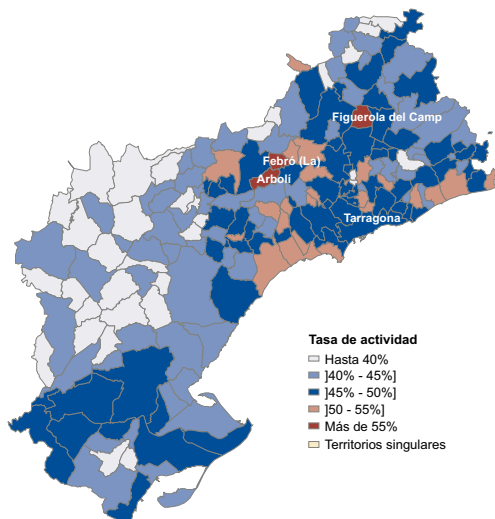 Figuerola del Camp
Febró (La)
Arbolí
Tarragona
Tasa de actividad
Hasta 40%
]40% - 45%]
]45% - 50%]
]50 - 55%]
Más de 55%
Territorios singulares